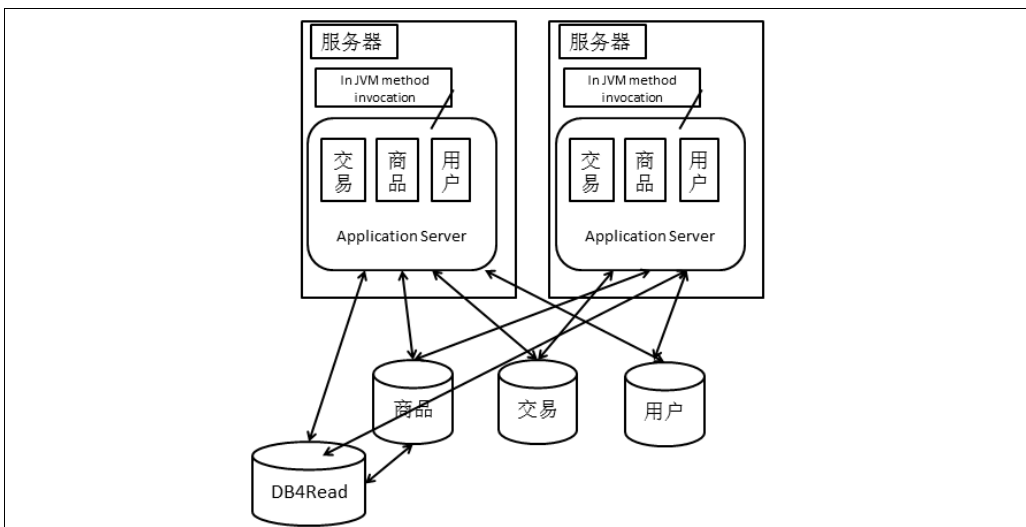 服务器
In JVM method
invocation
交易
商品
用户
Application Server
服务器
In JVM method
invocation
交易
商品
用户
Application Server
商品
交易
用户
DB4Read